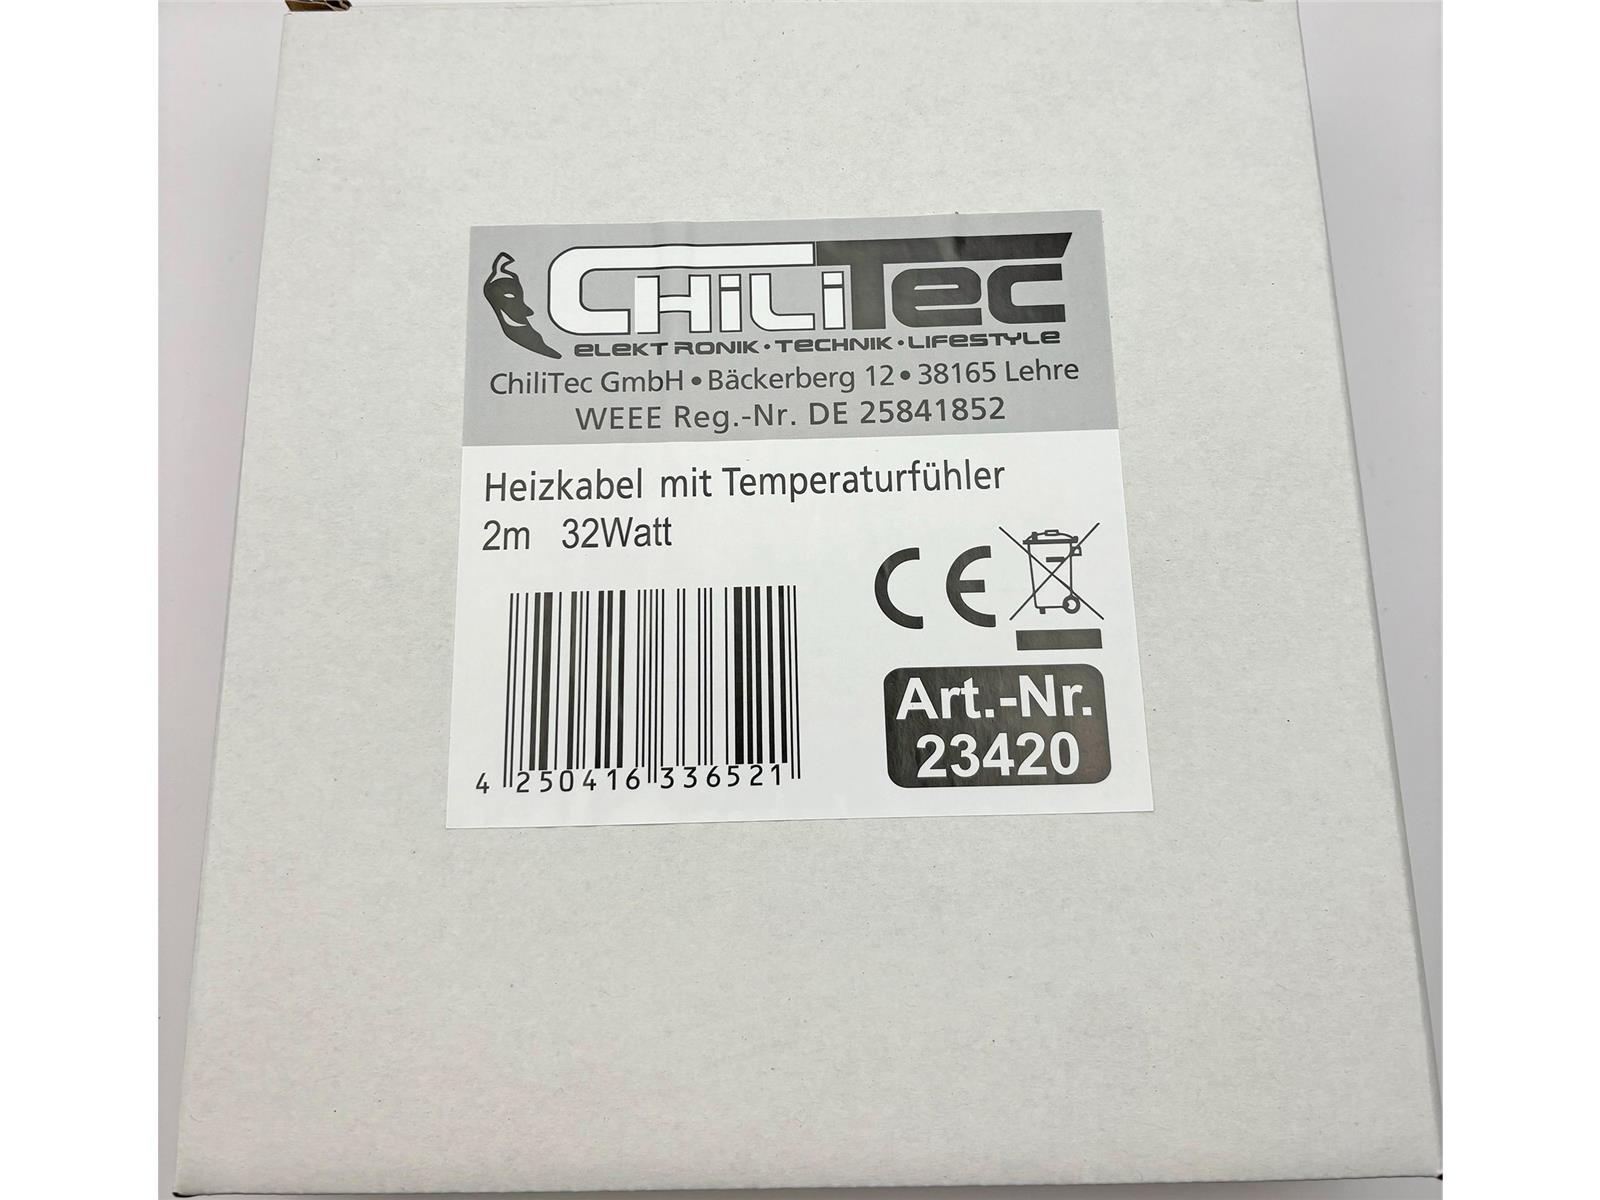 CHiLiTec
ELEKTRONIK • TECHNIK • LIFESTYLE
ChiliTec GmbH • Bäckerberg 12 • 38165 Lehre
WEEE Reg.-Nr. DE 25841852
Heizkabel mit Temperaturfühler
2m 32Watt
CE
Art.-Nr.
23420
4 250416 336521